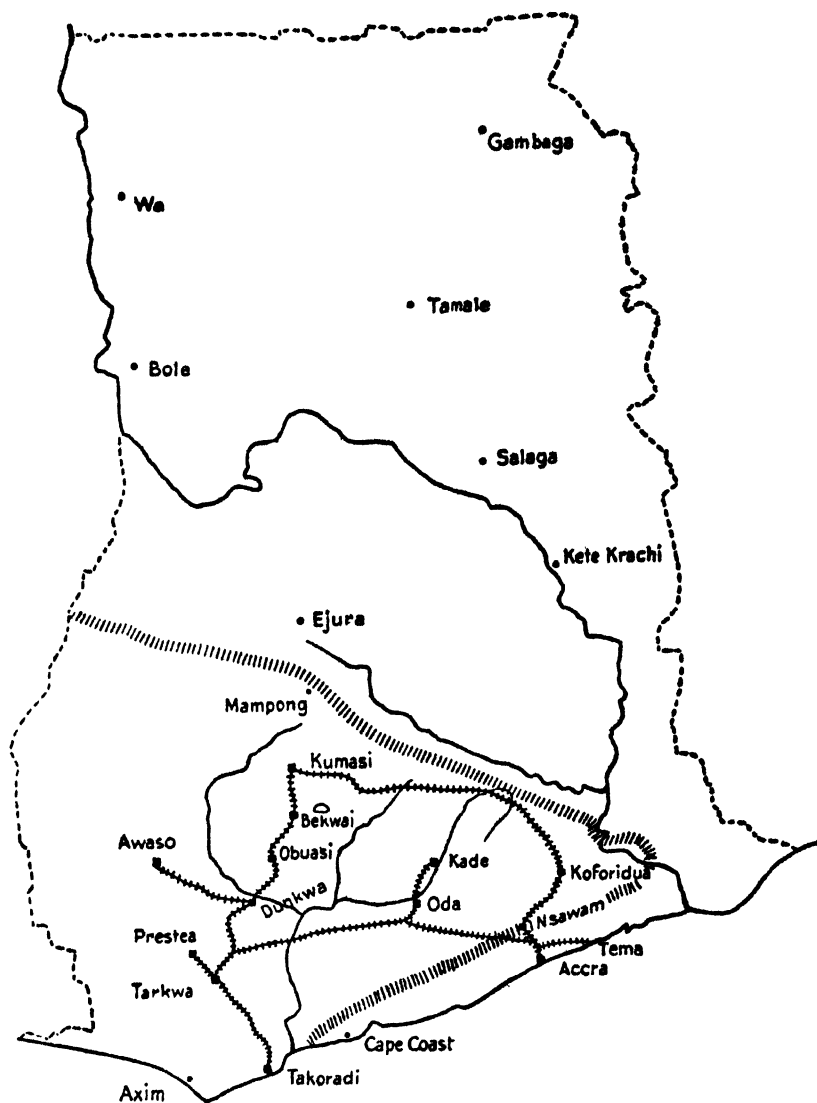 Gambaga
Wa
Tamale
Bole
Salaga
Kete Krachi
Ejura
Mampong
Kumasi
Bekwai
Awaso
Obuasi
Kade
Koforidua
Dunkwa
Oda
Nsawam
Prestea
Tema
Accra
Tarkwa
Cape Coast
Takoradi
Axim